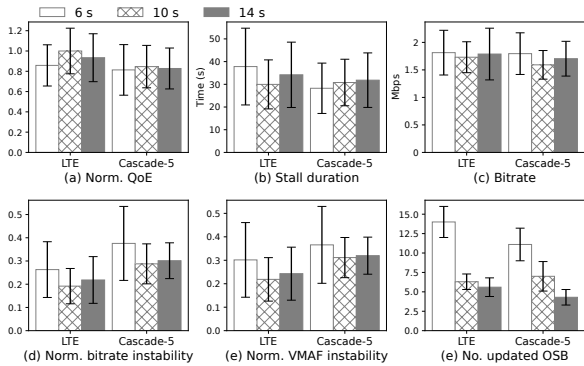 6 s 10 s 14 s
1.2
1.0
0.8
0.6
0.4
0.2
0.0
LTE Cascade-5
(a) Norm. QoE
Time (s)
50
40
30
20
10
0
LTE Cascade-5
(b) Stall duration
Mbps
2
1.5
1
0.5
0
LTE Cascade-5
(c) Bitrate
0.5
0.4
0.3
0.2
0.1
0.0
LTE Cascade-5
(d) Norm. bitrate instability
0.5
0.4
0.3
0.2
0.1
0.0
LTE Cascade-5
(e) Norm. VMAF instability
15.0
12.5
10.0
7.5
5.0
2.5
0.0
LTE Cascade-5
(e) No. updated OSB